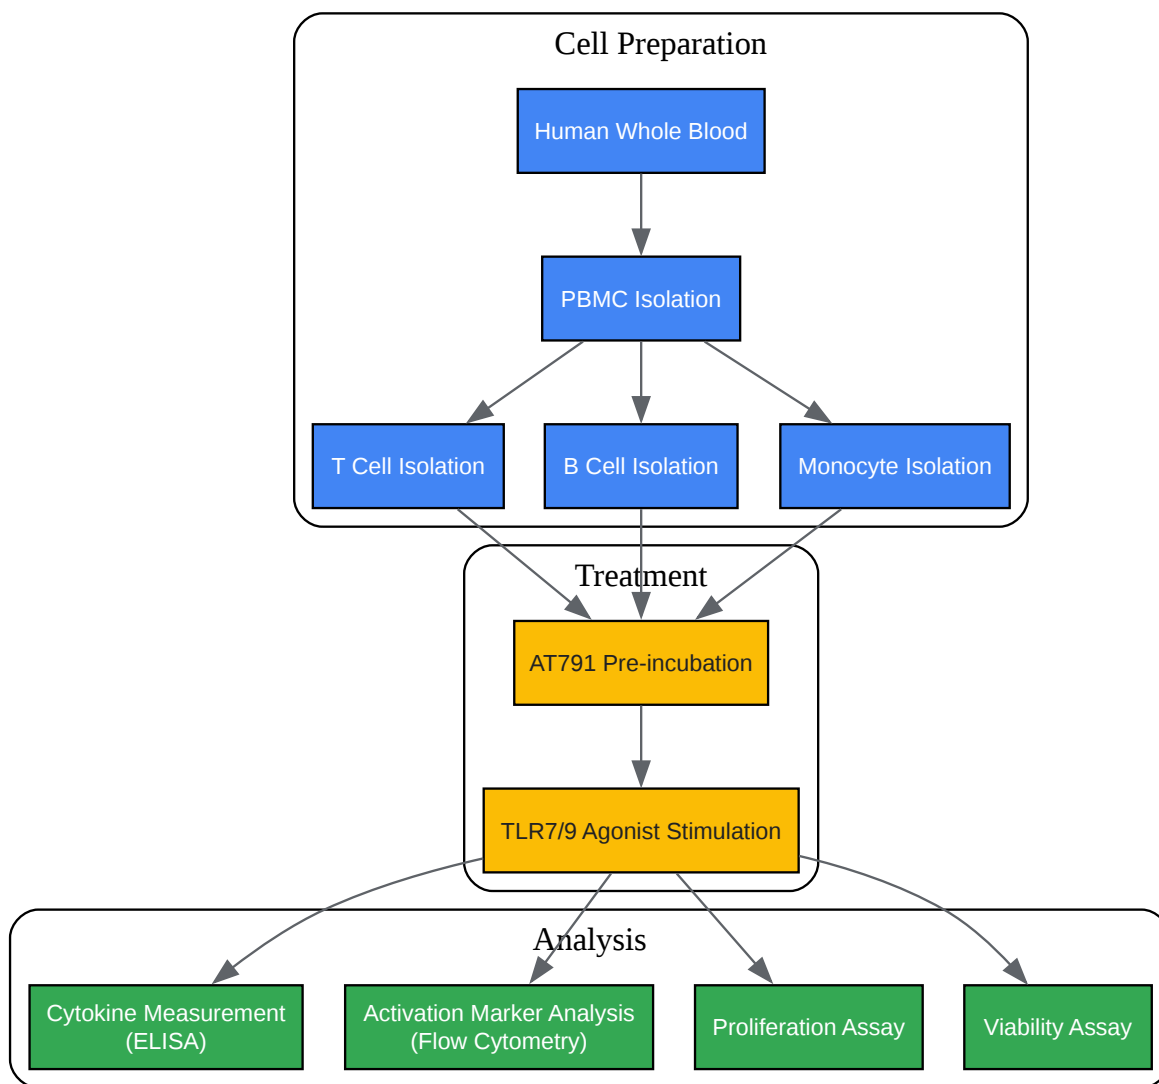 Cell Preparation
Human Whole Blood
PBMC Isolation
T Cell Isolation
B Cell Isolation
Monocyte Isolation
Treatment
AT791 Pre-incubation
TLR7/9 Agonist Stimulation
Analysis
Cytokine Measurement
(ELISA)
Activation Marker Analysis
(Flow Cytometry)
Proliferation Assay
Viability Assay